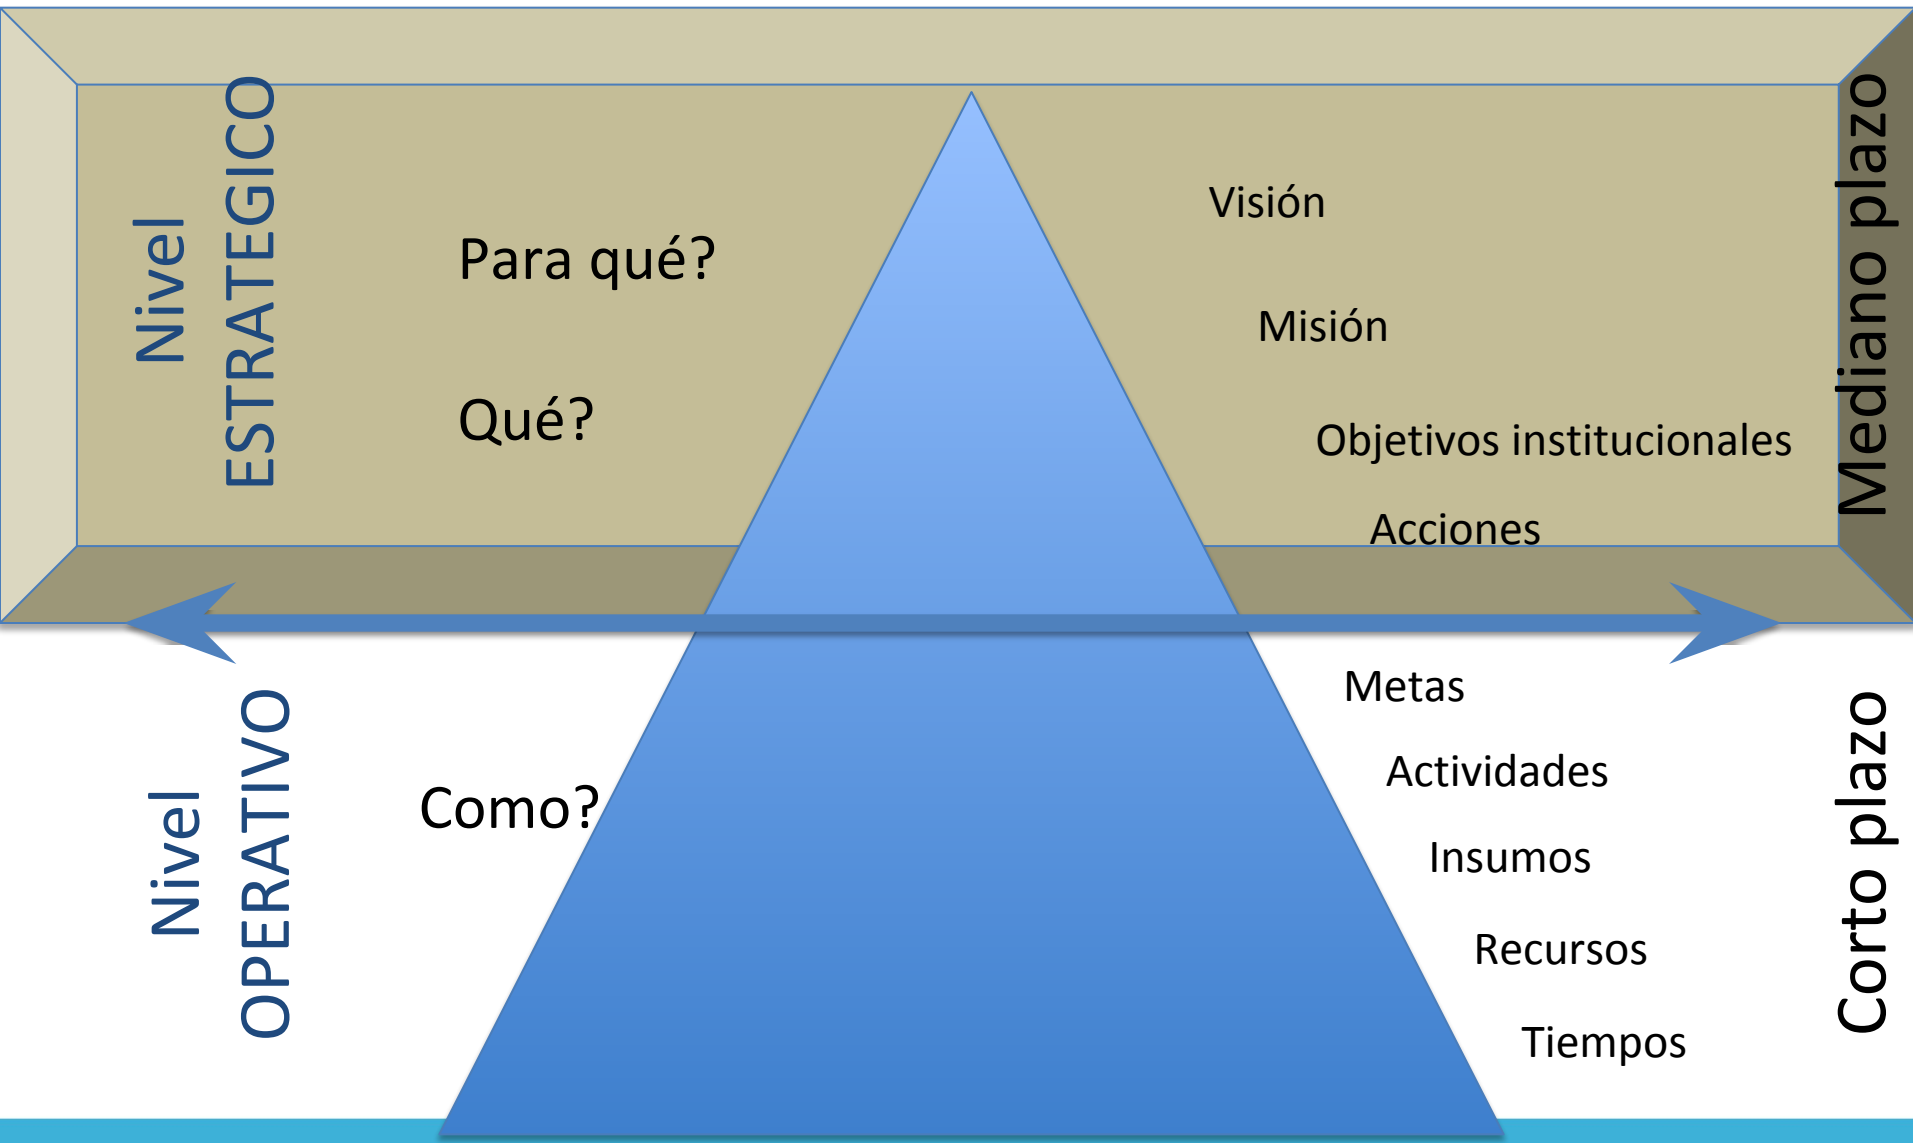 Nivel
ESTRATEGICO
Para qué?
Qué?
Visión
Misión
Objetivos institucionales
Acciones
Mediano plazo
Nivel
OPERATIVO
Como?
Metas
Actividades
Insumos
Recursos
Tiempos
Corto plazo